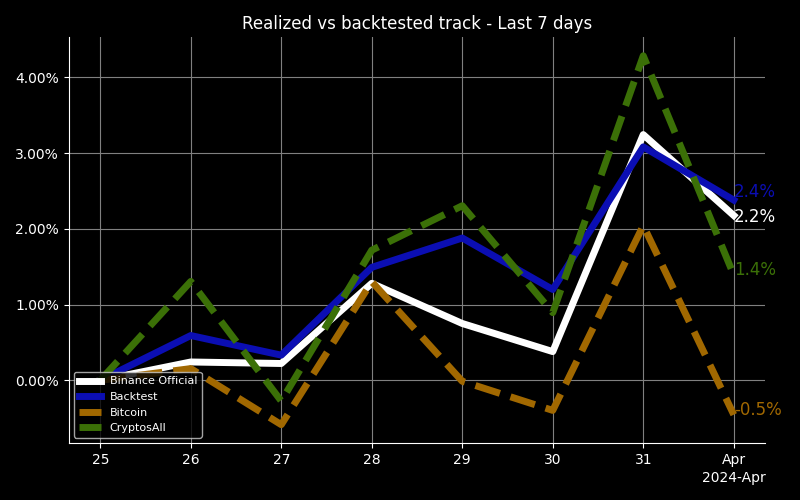 Realized vs backtested track - Last 7 days
4.00%
3.00%
2.00%
1.00%
0.00%
2.4%
2.2%
1.4%
-0.5%
Binance Official
Backtest
Bitcoin
CryptosAll
25 26 27 28 29 30 31 Apr
2024-Apr